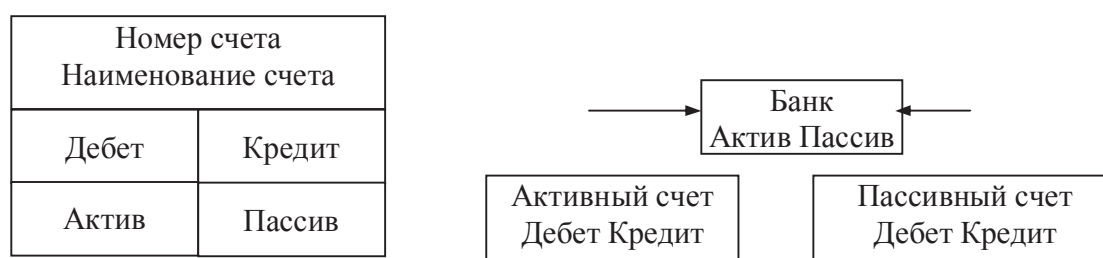 Номер счета
Наименование счета
Дебет Кредит
Актив Пассив
Банк
Актив Пассив
Активный счет
Дебет Кредит
Пассивный счет
Дебет Кредит